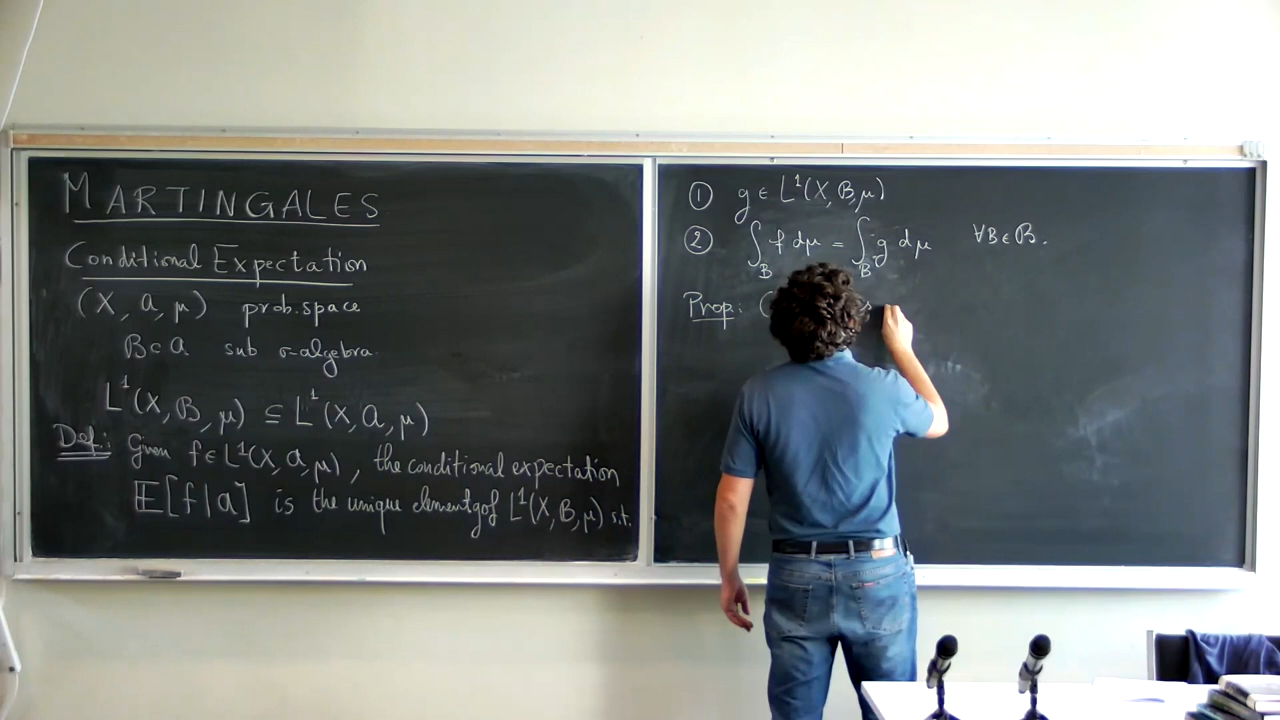 MARTINGALES
Conditional Expectation
(X, a, μ) prob. space
B ⊂ a sub σ-algebra.
L¹(X, B, μ) ⊆ L¹(X, a, μ)
Def.: Given f ∈ L¹(X, a, μ), the conditional expectation
E[f|a] is the unique element g of L¹(X, B, μ) s.t.
① g ∈ L¹(X, B, μ)
② ∫_B f dμ = ∫_B g dμ ∀B ∈ B.
Prop.: